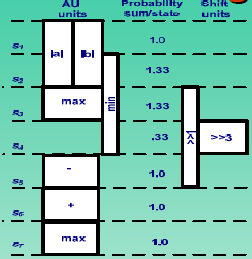 AU Probability Shift
units sum/state units
s1
|a| |b| 1.0
s2
1.33
max min
1.33
s3
.33 >>1 >>3
s4
- 1.0
s5
+ 1.0
s6
max 1.0
s7